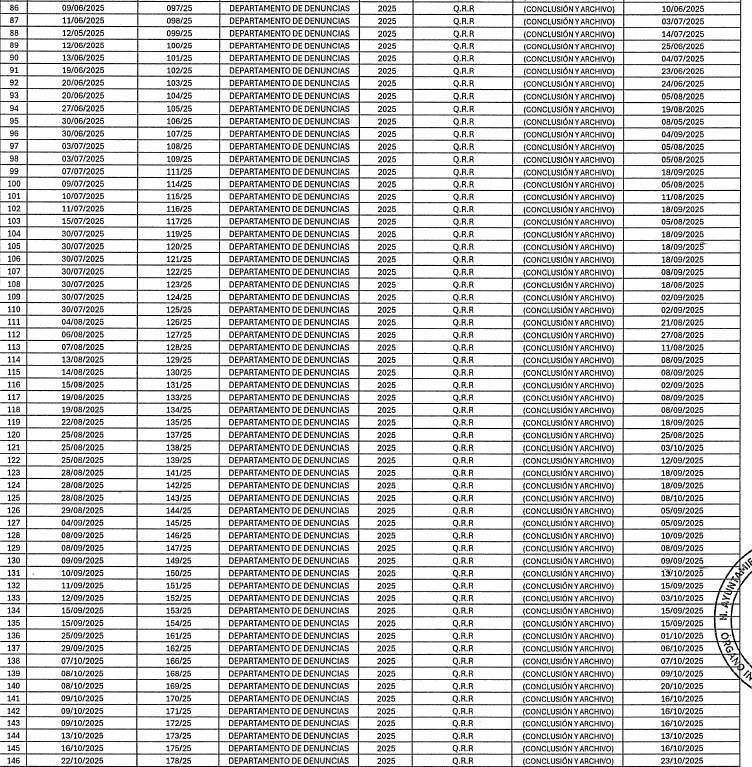 86 09/06/2025 097/25 DEPARTAMENTO DE DENUNCIAS 2025 Q.R.R (CONCLUSIÓN Y ARCHIVO) 10/06/2025
87 11/06/2025 098/25 DEPARTAMENTO DE DENUNCIAS 2025 Q.R.R (CONCLUSIÓN Y ARCHIVO) 03/07/2025
88 12/05/2025 099/25 DEPARTAMENTO DE DENUNCIAS 2025 Q.R.R (CONCLUSIÓN Y ARCHIVO) 14/07/2025
89 12/06/2025 100/25 DEPARTAMENTO DE DENUNCIAS 2025 Q.R.R (CONCLUSIÓN Y ARCHIVO) 25/06/2025
90 13/06/2025 101/25 DEPARTAMENTO DE DENUNCIAS 2025 Q.R.R (CONCLUSIÓN Y ARCHIVO) 04/07/2025
91 19/06/2025 102/25 DEPARTAMENTO DE DENUNCIAS 2025 Q.R.R (CONCLUSIÓN Y ARCHIVO) 23/06/2025
92 20/06/2025 103/25 DEPARTAMENTO DE DENUNCIAS 2025 Q.R.R (CONCLUSIÓN Y ARCHIVO) 24/06/2025
93 20/06/2025 104/25 DEPARTAMENTO DE DENUNCIAS 2025 Q.R.R (CONCLUSIÓN Y ARCHIVO) 05/08/2025
94 27/06/2025 105/25 DEPARTAMENTO DE DENUNCIAS 2025 Q.R.R (CONCLUSIÓN Y ARCHIVO) 19/08/2025
95 30/06/2025 106/25 DEPARTAMENTO DE DENUNCIAS 2025 Q.R.R (CONCLUSIÓN Y ARCHIVO) 08/05/2025
96 30/06/2025 107/25 DEPARTAMENTO DE DENUNCIAS 2025 Q.R.R (CONCLUSIÓN Y ARCHIVO) 04/09/2025
97 03/07/2025 108/25 DEPARTAMENTO DE DENUNCIAS 2025 Q.R.R (CONCLUSIÓN Y ARCHIVO) 05/08/2025
98 03/07/2025 109/25 DEPARTAMENTO DE DENUNCIAS 2025 Q.R.R (CONCLUSIÓN Y ARCHIVO) 05/08/2025
99 07/07/2025 111/25 DEPARTAMENTO DE DENUNCIAS 2025 Q.R.R (CONCLUSIÓN Y ARCHIVO) 18/09/2025
100 09/07/2025 114/25 DEPARTAMENTO DE DENUNCIAS 2025 Q.R.R (CONCLUSIÓN Y ARCHIVO) 05/08/2025
101 10/07/2025 115/25 DEPARTAMENTO DE DENUNCIAS 2025 Q.R.R (CONCLUSIÓN Y ARCHIVO) 11/08/2025
102 11/07/2025 116/25 DEPARTAMENTO DE DENUNCIAS 2025 Q.R.R (CONCLUSIÓN Y ARCHIVO) 18/09/2025
103 15/07/2025 117/25 DEPARTAMENTO DE DENUNCIAS 2025 Q.R.R (CONCLUSIÓN Y ARCHIVO) 05/08/2025
104 30/07/2025 119/25 DEPARTAMENTO DE DENUNCIAS 2025 Q.R.R (CONCLUSIÓN Y ARCHIVO) 18/09/2025
105 30/07/2025 120/25 DEPARTAMENTO DE DENUNCIAS 2025 Q.R.R (CONCLUSIÓN Y ARCHIVO) 18/09/2025
106 30/07/2025 121/25 DEPARTAMENTO DE DENUNCIAS 2025 Q.R.R (CONCLUSIÓN Y ARCHIVO) 18/09/2025
107 30/07/2025 122/25 DEPARTAMENTO DE DENUNCIAS 2025 Q.R.R (CONCLUSIÓN Y ARCHIVO) 08/09/2025
108 30/07/2025 123/25 DEPARTAMENTO DE DENUNCIAS 2025 Q.R.R (CONCLUSIÓN Y ARCHIVO) 18/08/2025
109 30/07/2025 124/25 DEPARTAMENTO DE DENUNCIAS 2025 Q.R.R (CONCLUSIÓN Y ARCHIVO) 02/09/2025
110 30/07/2025 125/25 DEPARTAMENTO DE DENUNCIAS 2025 Q.R.R (CONCLUSIÓN Y ARCHIVO) 02/09/2025
111 04/08/2025 126/25 DEPARTAMENTO DE DENUNCIAS 2025 Q.R.R (CONCLUSIÓN Y ARCHIVO) 21/08/2025
112 06/08/2025 127/25 DEPARTAMENTO DE DENUNCIAS 2025 Q.R.R (CONCLUSIÓN Y ARCHIVO) 27/08/2025
113 07/08/2025 128/25 DEPARTAMENTO DE DENUNCIAS 2025 Q.R.R (CONCLUSIÓN Y ARCHIVO) 11/08/2025
114 13/08/2025 129/25 DEPARTAMENTO DE DENUNCIAS 2025 Q.R.R (CONCLUSIÓN Y ARCHIVO) 08/09/2025
115 14/08/2025 130/25 DEPARTAMENTO DE DENUNCIAS 2025 Q.R.R (CONCLUSIÓN Y ARCHIVO) 08/09/2025
116 15/08/2025 131/25 DEPARTAMENTO DE DENUNCIAS 2025 Q.R.R (CONCLUSIÓN Y ARCHIVO) 02/09/2025
117 19/08/2025 133/25 DEPARTAMENTO DE DENUNCIAS 2025 Q.R.R (CONCLUSIÓN Y ARCHIVO) 08/09/2025
118 19/08/2025 134/25 DEPARTAMENTO DE DENUNCIAS 2025 Q.R.R (CONCLUSIÓN Y ARCHIVO) 08/09/2025
119 22/08/2025 135/25 DEPARTAMENTO DE DENUNCIAS 2025 Q.R.R (CONCLUSIÓN Y ARCHIVO) 18/09/2025
120 25/08/2025 137/25 DEPARTAMENTO DE DENUNCIAS 2025 Q.R.R (CONCLUSIÓN Y ARCHIVO) 25/08/2025
121 25/08/2025 138/25 DEPARTAMENTO DE DENUNCIAS 2025 Q.R.R (CONCLUSIÓN Y ARCHIVO) 03/10/2025
122 25/08/2025 139/25 DEPARTAMENTO DE DENUNCIAS 2025 Q.R.R (CONCLUSIÓN Y ARCHIVO) 12/09/2025
123 28/08/2025 141/25 DEPARTAMENTO DE DENUNCIAS 2025 Q.R.R (CONCLUSIÓN Y ARCHIVO) 18/09/2025
124 28/08/2025 142/25 DEPARTAMENTO DE DENUNCIAS 2025 Q.R.R (CONCLUSIÓN Y ARCHIVO) 18/09/2025
125 28/08/2025 143/25 DEPARTAMENTO DE DENUNCIAS 2025 Q.R.R (CONCLUSIÓN Y ARCHIVO) 08/10/2025
126 29/08/2025 144/25 DEPARTAMENTO DE DENUNCIAS 2025 Q.R.R (CONCLUSIÓN Y ARCHIVO) 05/09/2025
127 04/09/2025 145/25 DEPARTAMENTO DE DENUNCIAS 2025 Q.R.R (CONCLUSIÓN Y ARCHIVO) 05/09/2025
128 08/09/2025 146/25 DEPARTAMENTO DE DENUNCIAS 2025 Q.R.R (CONCLUSIÓN Y ARCHIVO) 10/09/2025
129 08/09/2025 147/25 DEPARTAMENTO DE DENUNCIAS 2025 Q.R.R (CONCLUSIÓN Y ARCHIVO) 08/09/2025
130 09/09/2025 149/25 DEPARTAMENTO DE DENUNCIAS 2025 Q.R.R (CONCLUSIÓN Y ARCHIVO) 09/09/2025
131 10/09/2025 150/25 DEPARTAMENTO DE DENUNCIAS 2025 Q.R.R (CONCLUSIÓN Y ARCHIVO) 13/10/2025
132 11/09/2025 151/25 DEPARTAMENTO DE DENUNCIAS 2025 Q.R.R (CONCLUSIÓN Y ARCHIVO) 15/09/2025
133 12/09/2025 152/25 DEPARTAMENTO DE DENUNCIAS 2025 Q.R.R (CONCLUSIÓN Y ARCHIVO) 03/10/2025
134 15/09/2025 153/25 DEPARTAMENTO DE DENUNCIAS 2025 Q.R.R (CONCLUSIÓN Y ARCHIVO) 15/09/2025
135 15/09/2025 154/25 DEPARTAMENTO DE DENUNCIAS 2025 Q.R.R (CONCLUSIÓN Y ARCHIVO) 15/09/2025
136 25/09/2025 161/25 DEPARTAMENTO DE DENUNCIAS 2025 Q.R.R (CONCLUSIÓN Y ARCHIVO) 01/10/2025
137 29/09/2025 162/25 DEPARTAMENTO DE DENUNCIAS 2025 Q.R.R (CONCLUSIÓN Y ARCHIVO) 06/10/2025
138 07/10/2025 166/25 DEPARTAMENTO DE DENUNCIAS 2025 Q.R.R (CONCLUSIÓN Y ARCHIVO) 07/10/2025
139 08/10/2025 168/25 DEPARTAMENTO DE DENUNCIAS 2025 Q.R.R (CONCLUSIÓN Y ARCHIVO) 09/10/2025
140 08/10/2025 169/25 DEPARTAMENTO DE DENUNCIAS 2025 Q.R.R (CONCLUSIÓN Y ARCHIVO) 20/10/2025
141 09/10/2025 170/25 DEPARTAMENTO DE DENUNCIAS 2025 Q.R.R (CONCLUSIÓN Y ARCHIVO) 16/10/2025
142 09/10/2025 171/25 DEPARTAMENTO DE DENUNCIAS 2025 Q.R.R (CONCLUSIÓN Y ARCHIVO) 16/10/2025
143 09/10/2025 172/25 DEPARTAMENTO DE DENUNCIAS 2025 Q.R.R (CONCLUSIÓN Y ARCHIVO) 16/10/2025
144 13/10/2025 173/25 DEPARTAMENTO DE DENUNCIAS 2025 Q.R.R (CONCLUSIÓN Y ARCHIVO) 13/10/2025
145 16/10/2025 175/25 DEPARTAMENTO DE DENUNCIAS 2025 Q.R.R (CONCLUSIÓN Y ARCHIVO) 16/10/2025
146 22/10/2025 178/25 DEPARTAMENTO DE DENUNCIAS 2025 Q.R.R (CONCLUSIÓN Y ARCHIVO) 23/10/2025
H. AYUNTAMIE
ÓRGANO IN